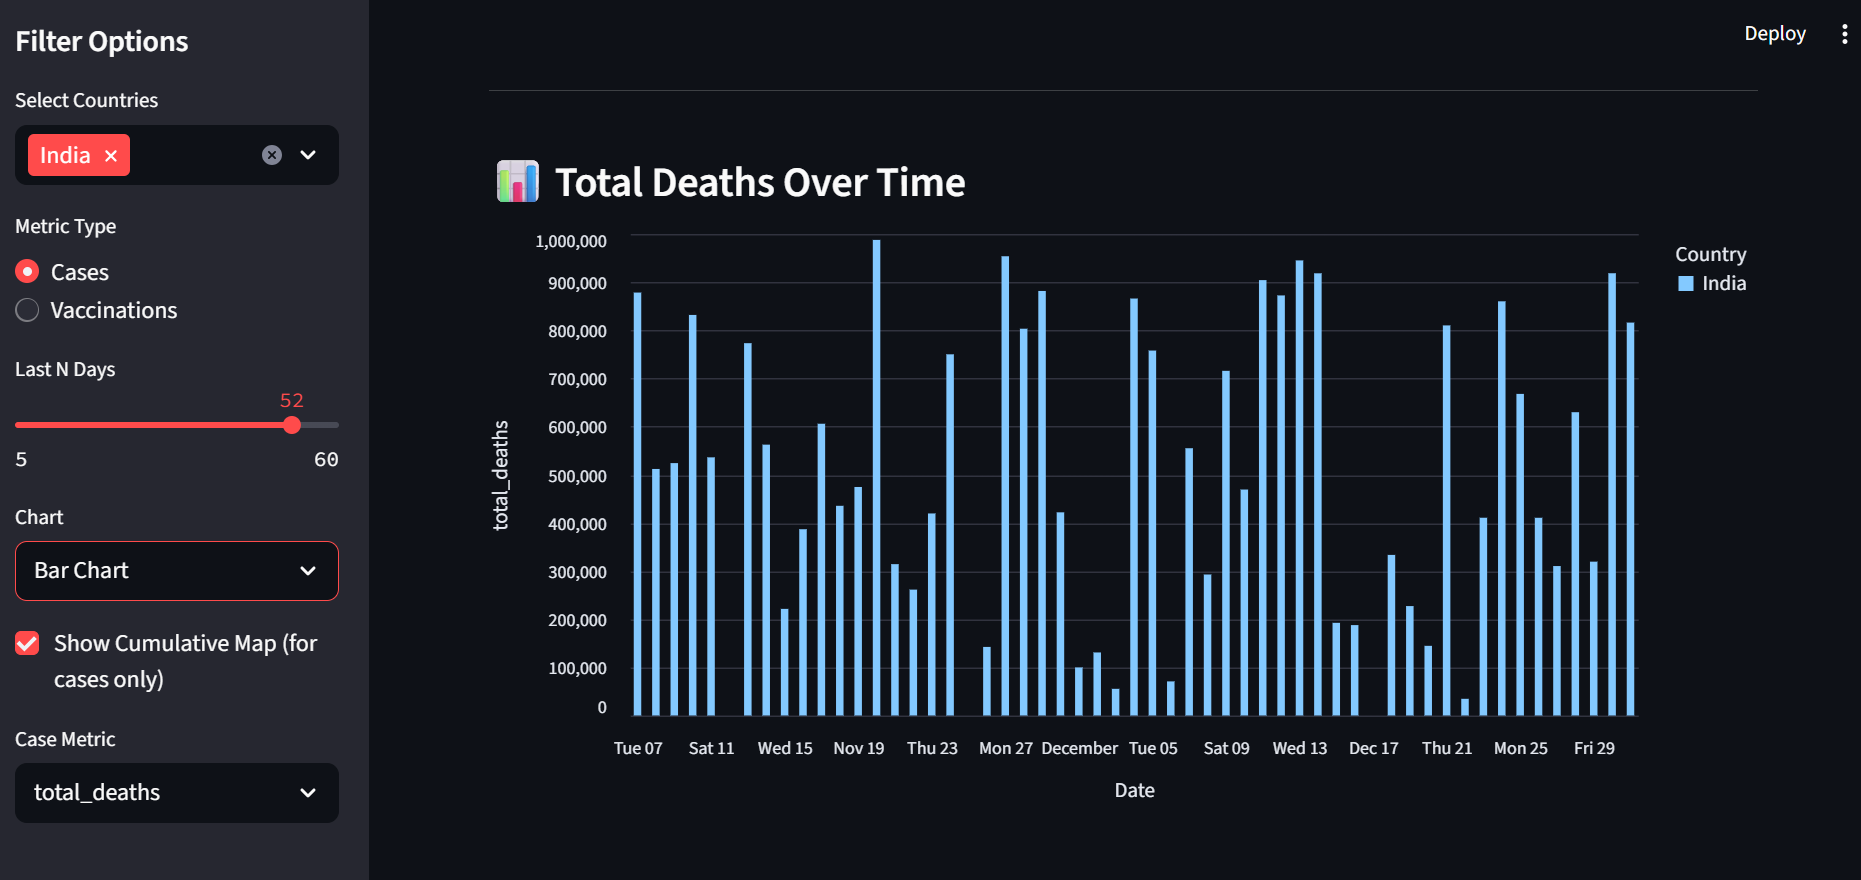 Filter Options
Select Countries
India
Metric Type
Cases
Vaccinations
Last N Days
52
5 60
Chart
Bar Chart
Show Cumulative Map (for
cases only)
Case Metric
total_deaths
Deploy
Total Deaths Over Time
1,000,000
900,000
800,000
700,000
600,000
500,000
400,000
300,000
200,000
100,000
0
total_deaths
Tue 07 Sat 11 Wed 15 Nov 19 Thu 23 Mon 27 December Tue 05 Sat 09 Wed 13 Dec 17 Thu 21 Mon 25 Fri 29
Date
Country
India